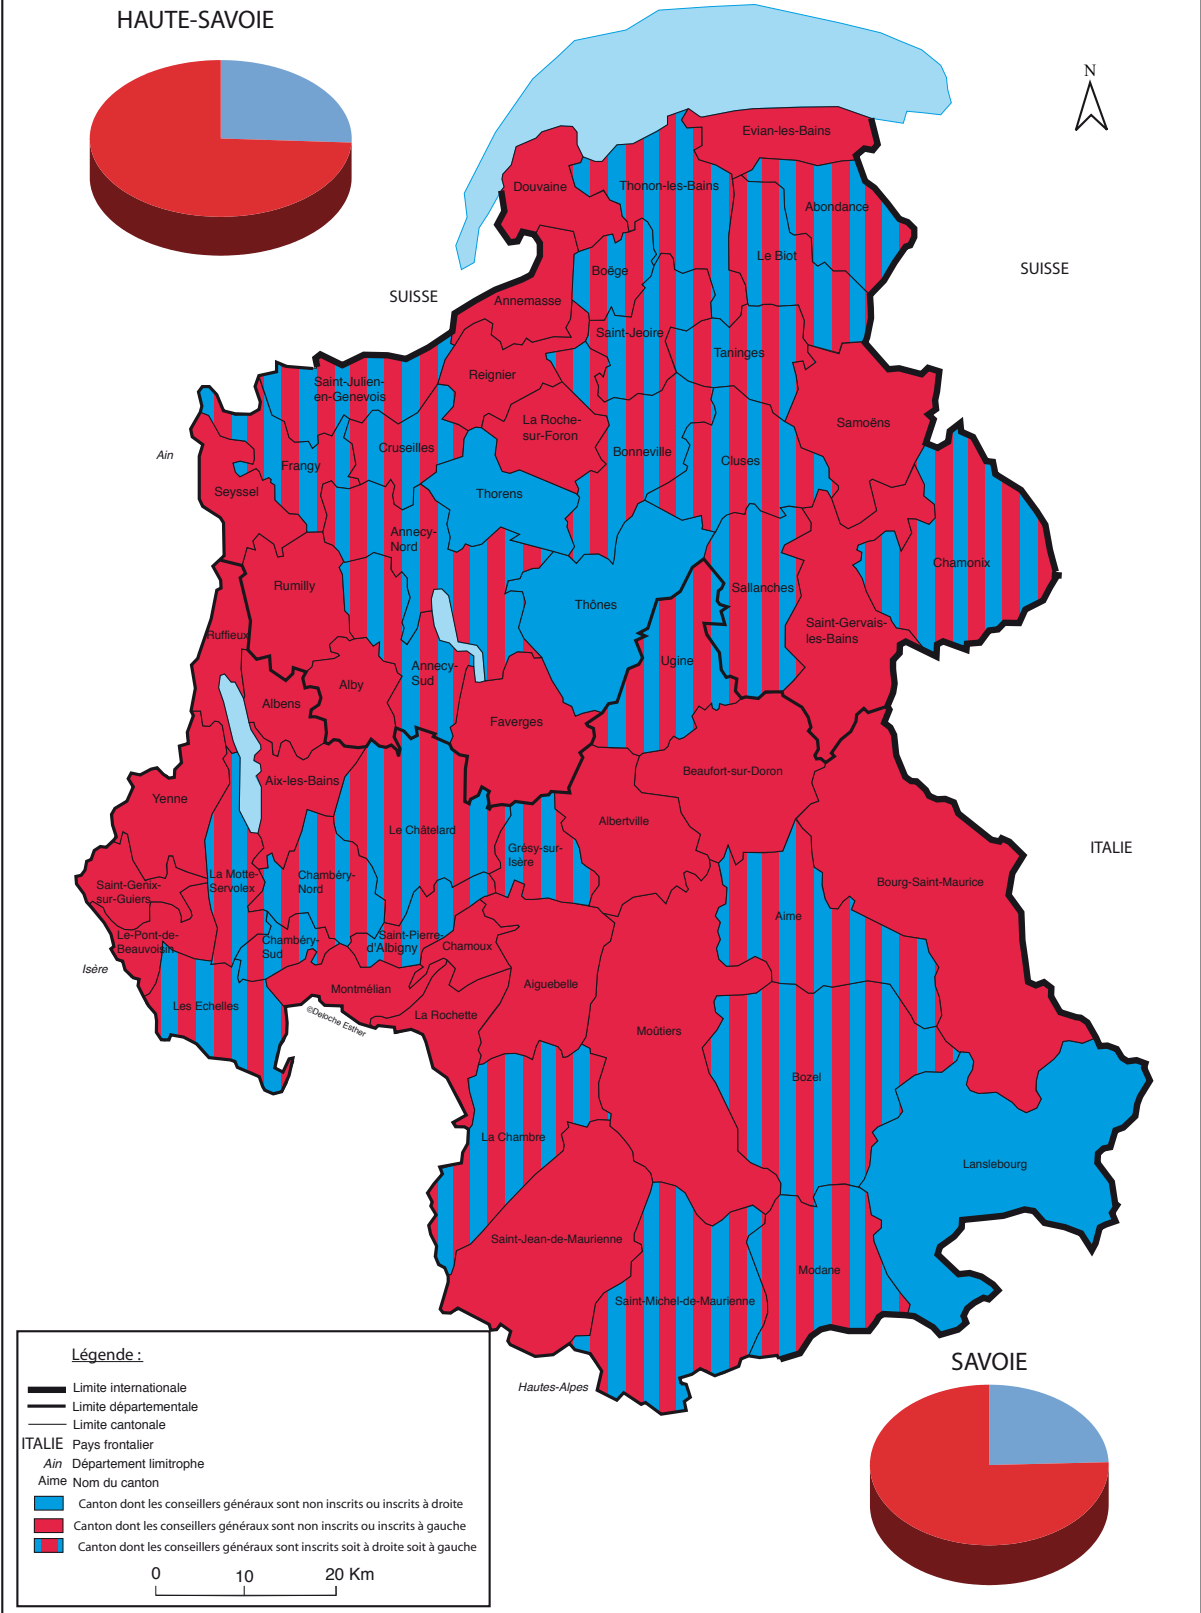 HAUTE-SAVOIE
N
Evian-les-Bains
Douvaine
Thonon-les-Bains
Abondance
Le Biot
SUISSE
Boëge
SUISSE
Annemasse
Saint-Jeoire
Taninges
Reignier
Saint-Julien-
en-Genevois
La Roche-
sur-Foron
Samoëns
Cruseilles
Bonneville
Cluses
Ain
Frangy
Seyssel
Thorens
Annecy-
Nord
Chamonix
Rumilly
Sallanches
Thônes
Saint-Gervais-
les-Bains
Ruffieux
Ugine
Annecy-
Sud
Alby
Albens
Faverges
Beaufort-sur-Doron
Aix-les-Bains
Yenne
Albertville
Le Châtelard
ITALIE
Grésy-sur-
Isère
La Motte-
Servolex
Chambéry-
Nord
Bourg-Saint-Maurice
Saint-Genix-
sur-Guiers
Aime
Le-Pont-de-
Beauvoisin
Chambéry-
Sud
Saint-Pierre-
d'Albigny
Chamoux
Isère
Aiguebelle
Montmélian
Les Echelles
La Rochette
©Deloche Esther
Moûtiers
Bozel
La Chambre
Lanslebourg
Saint-Jean-de-Maurienne
Modane
Saint-Michel-de-Maurienne
Hautes-Alpes
SAVOIE
Légende :
Limite internationale
Limite départementale
Limite cantonale
ITALIE Pays frontalier
Ain Département limitrophe
Aime Nom du canton
Canton dont les conseillers généraux sont non inscrits ou inscrits à droite
Canton dont les conseillers généraux sont non inscrits ou inscrits à gauche
Canton dont les conseillers généraux sont inscrits soit à droite soit à gauche
0 10 20 Km